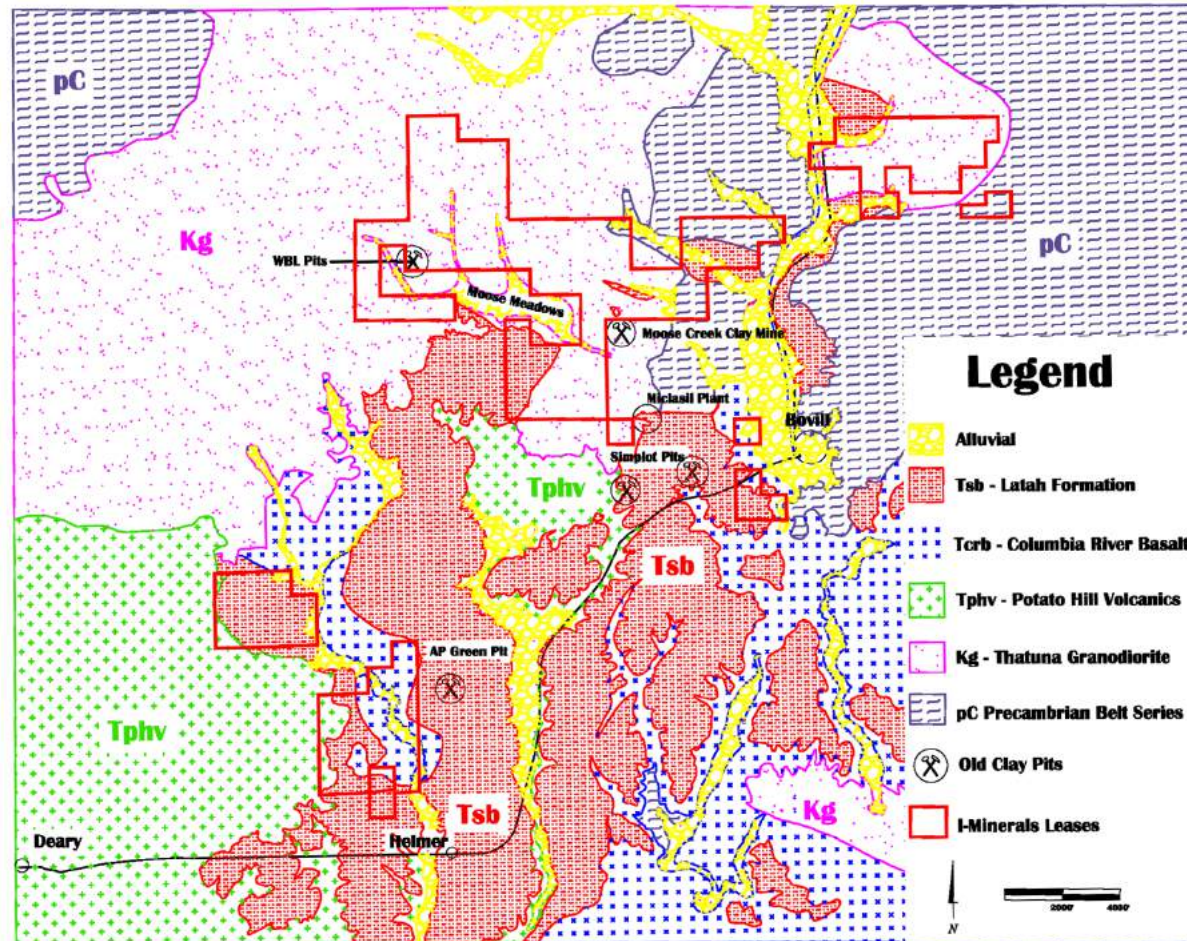 pC
Kg
WBL Pits
Moose Meadows
Moose Creek Clay Mine
pC
Miclasil Plant
Bovill
Simplot Pits
Tphv
Tsb
AP Green Pit
Tphv
Tsb
Kg
Deary
Helmer
Legend
Alluvial
Tsb - Latah Formation
Tcrb - Columbia River Basalt
Tphv - Potato Hill Volcanics
Kg - Thatuna Granodiorite
pC Precambrian Belt Series
Old Clay Pits
I-Minerals Leases
N
2000'
4000'